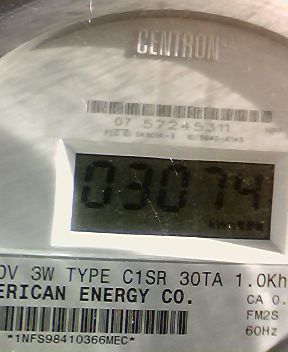 CENTRON
07 57245311
03074
0V 3W TYPE C1SR 30TA 1.0Kh
ERICAN ENERGY CO.
CA 0.
FM2S
*1NFS98410366MEC*
60Hz